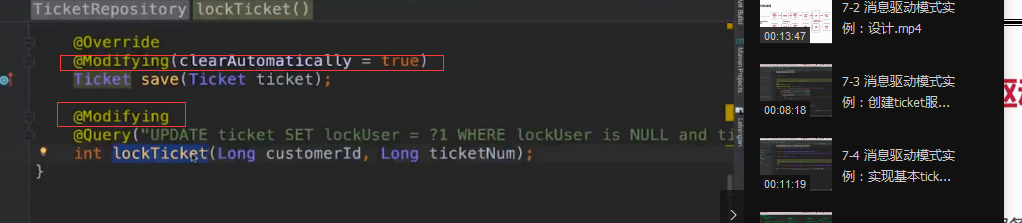 TicketRepository lockTicket()
@Override
@Modifying(clearAutomatically = true)
Ticket save(Ticket ticket);
@Modifying
@Query("UPDATE ticket SET lockUser = ?1 WHERE lockUser is NULL and ti
int lockTicket(Long customerId, Long ticketNum);
}
Maven Projects
7-2 消息驱动模式实
例：设计.mp4
00:13:47
7-3 消息驱动模式实
例：创建ticket服...
00:08:18
7-4 消息驱动模式实
例：实现基本tick...
00:11:19